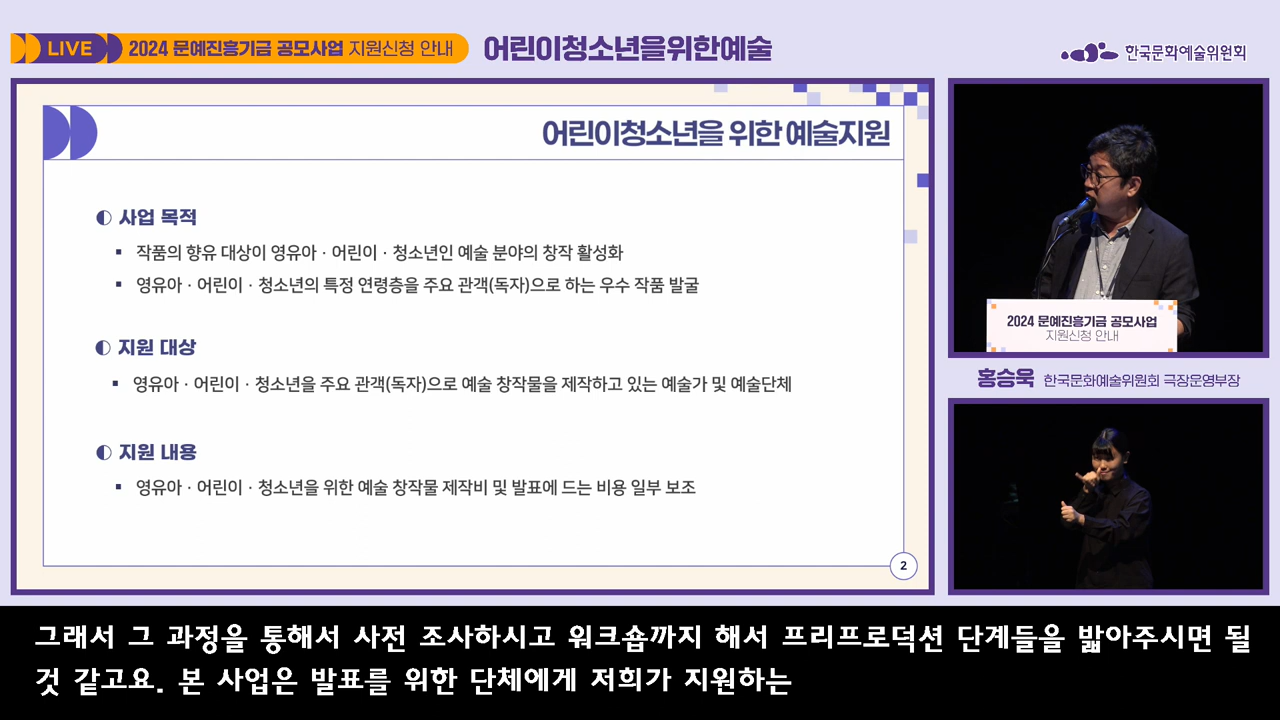 LIVE 2024 문예진흥기금 공모사업 지원신청 안내 어린이청소년을위한예술
한국문화예술위원회
어린이청소년을 위한 예술지원
사업 목적
작품의 향유 대상이 영유아 · 어린이 · 청소년인 예술 분야의 창작 활성화
영유아 · 어린이 · 청소년의 특정 연령층을 주요 관객(독자)으로 하는 우수 작품 발굴
지원 대상
영유아 · 어린이 · 청소년을 주요 관객(독자)으로 예술 창작물을 제작하고 있는 예술가 및 예술단체
지원 내용
영유아 · 어린이 · 청소년을 위한 예술 창작물 제작비 및 발표에 드는 비용 일부 보조
2
2024 문예진흥기금 공모사업
지원신청 안내
홍승욱 한국문화예술위원회 극장운영부장
그래서 그 과정을 통해서 사전 조사하시고 워크숍까지 해서 프리프로덕션 단계들을 밟아주시면 될
것 같고요. 본 사업은 발표를 위한 단체에게 저희가 지원하는